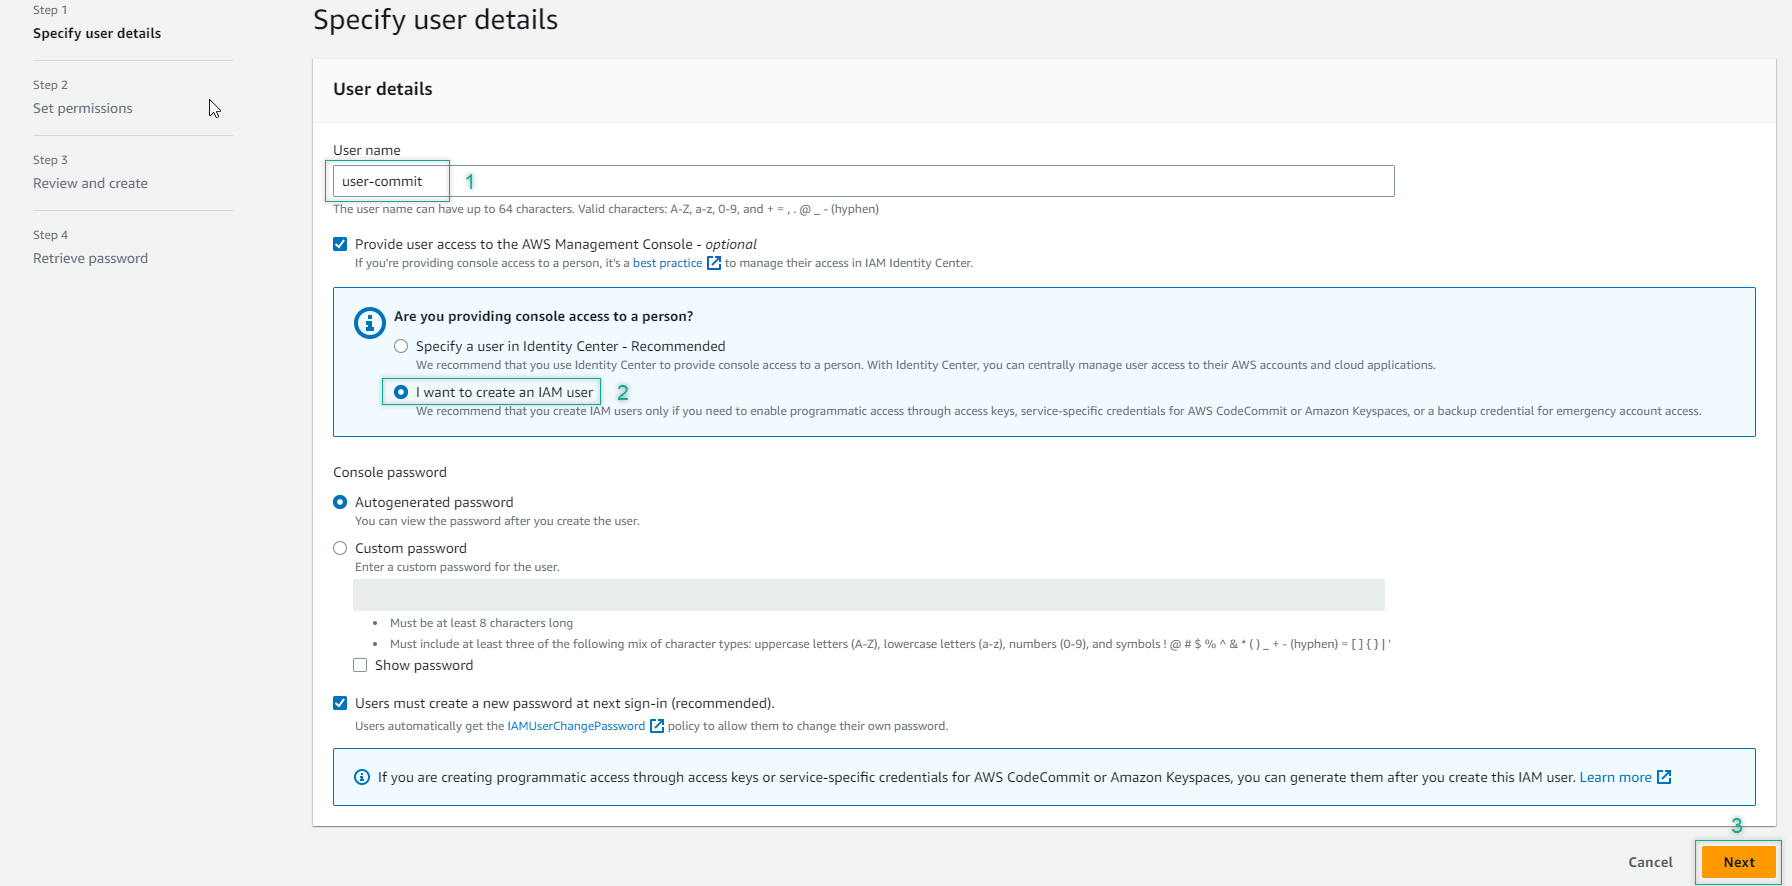 Step 1
Specify user details
Step 2
Set permissions
Step 3
Review and create
Step 4
Retrieve password
Specify user details
User details
User name
user-commit
1
The user name can have up to 64 characters. Valid characters: A-Z, a-z, 0-9, and + = , . @ _ - (hyphen)
Provide user access to the AWS Management Console - optional
If you're providing console access to a person, it's a best practice to manage their access in IAM Identity Center.
Are you providing console access to a person?
Specify a user in Identity Center - Recommended
We recommend that you use Identity Center to provide console access to a person. With Identity Center, you can centrally manage user access to their AWS accounts and cloud applications.
I want to create an IAM user
2
We recommend that you create IAM users only if you need to enable programmatic access through access keys, service-specific credentials for AWS CodeCommit or Amazon Keyspaces, or a backup credential for emergency account access.
Console password
Autogenerated password
You can view the password after you create the user.
Custom password
Enter a custom password for the user.
• Must be at least 8 characters long
• Must include at least three of the following mix of character types: uppercase letters (A-Z), lowercase letters (a-z), numbers (0-9), and symbols ! @ # $ % ^ & * ( ) _ + - (hyphen) = [ ] { } | '
Show password
Users must create a new password at next sign-in (recommended).
Users automatically get the IAMUserChangePassword policy to allow them to change their own password.
If you are creating programmatic access through access keys or service-specific credentials for AWS CodeCommit or Amazon Keyspaces, you can generate them after you create this IAM user. Learn more
3
Cancel
Next